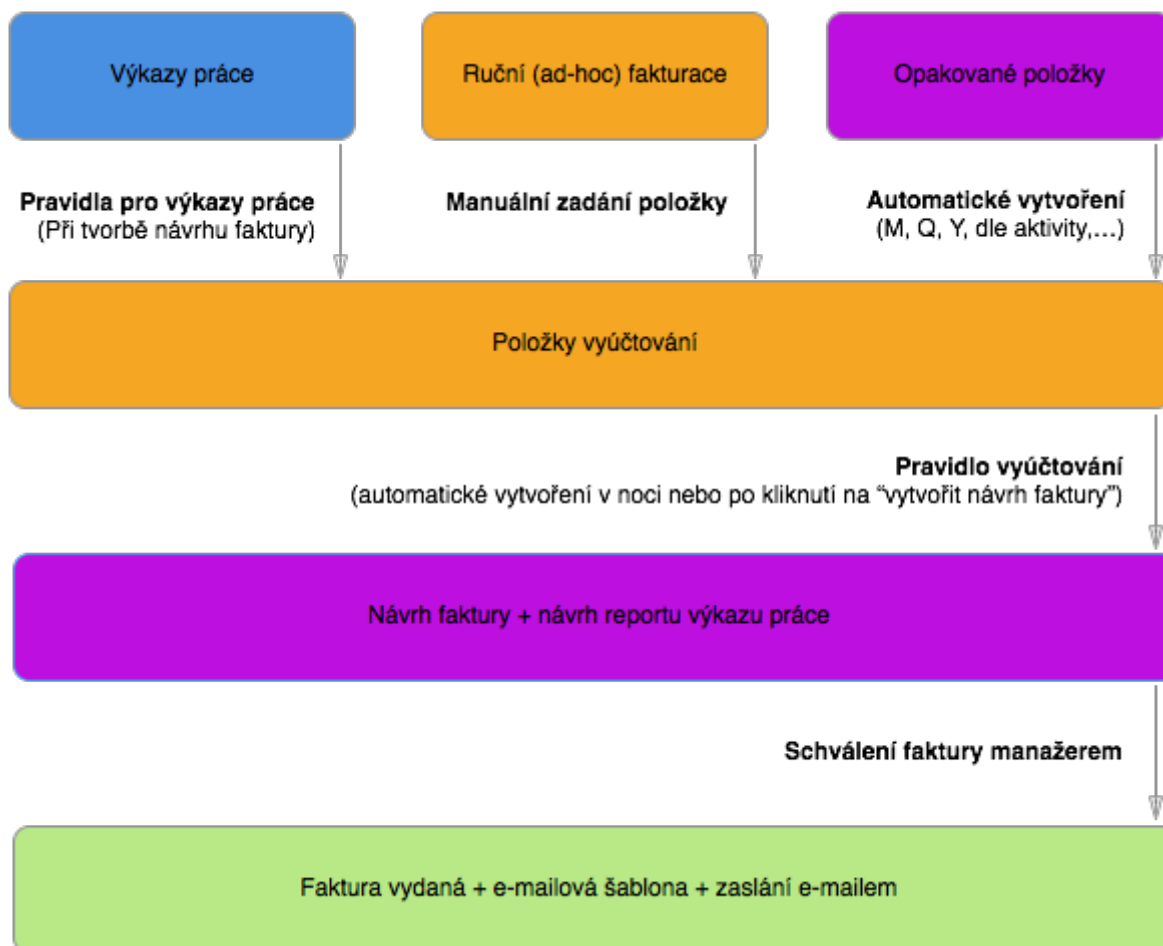 Výkazy práce
Ruční (ad-hoc) fakturace
Opakované položky
Pravidla pro výkazy práce
(Při tvorbě návrhu faktury)
Manuální zadání položky
Automatické vytvoření
(M, Q, Y, dle aktivity,...)
Položky vyúčtování
Pravidlo vyúčtování
(automatické vytvoření v noci nebo po kliknutí na “vytvořit návrh faktury”)
Návrh faktury + návrh reportu výkazu práce
Schválení faktury manažerem
Faktura vydaná + e-mailová šablona + zaslání e-mailem